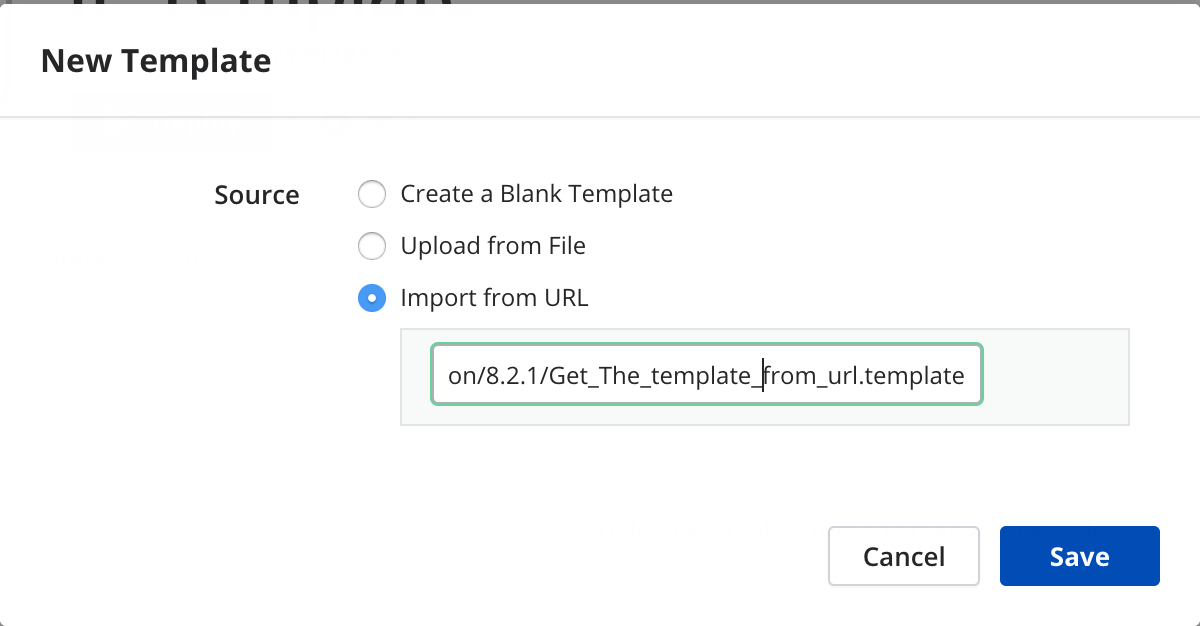 New Template
Source
Create a Blank Template
Upload from File
Import from URL
on/8.2.1/Get_The_template_from_url.template
Cancel
Save